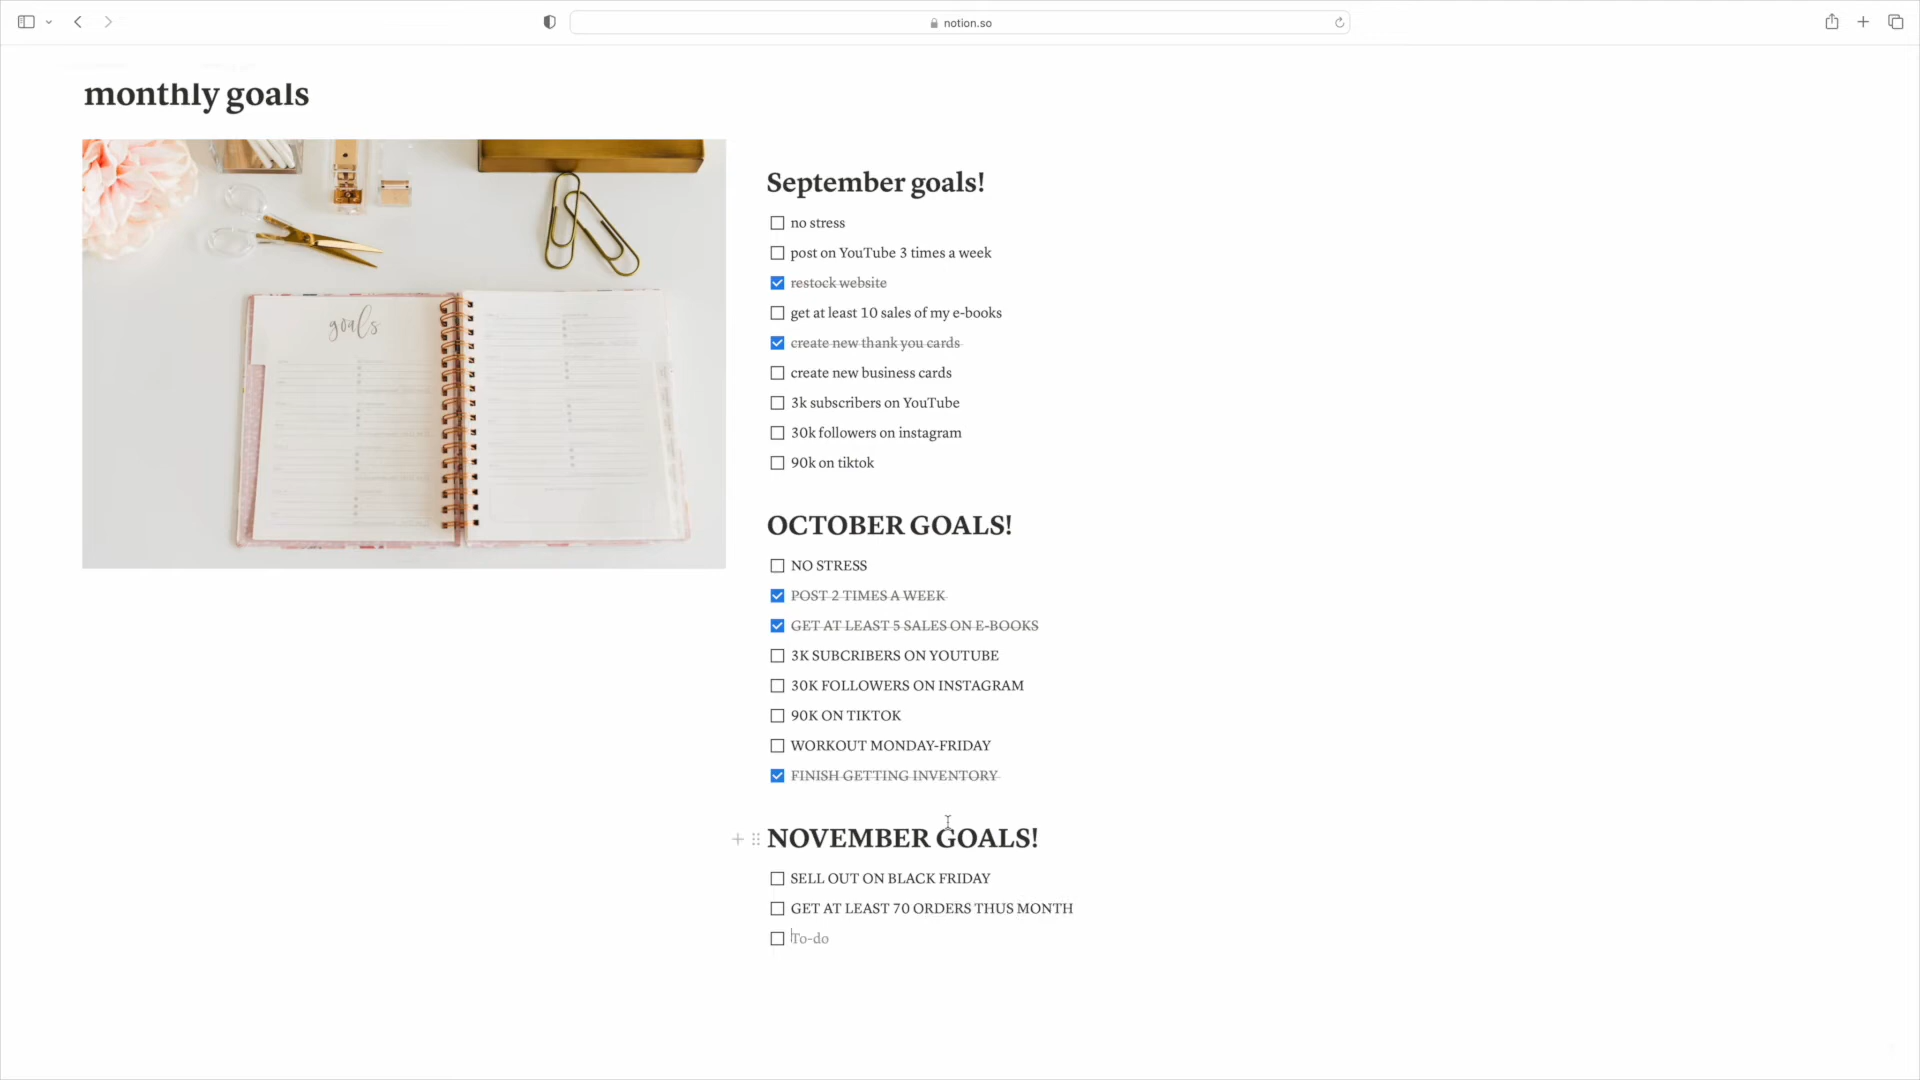 notion.so
monthly goals
goals
September goals!
no stress
post on YouTube 3 times a week
restock website
get at least 10 sales of my e-books
create new thank you cards
create new business cards
3k subscribers on YouTube
30k followers on instagram
90k on tiktok
OCTOBER GOALS!
NO STRESS
POST 2 TIMES A WEEK
GET AT LEAST 5 SALES ON E-BOOKS
3K SUBCRIBERS ON YOUTUBE
30K FOLLOWERS ON INSTAGRAM
90K ON TIKTOK
WORKOUT MONDAY-FRIDAY
FINISH GETTING INVENTORY
NOVEMBER GOALS!
SELL OUT ON BLACK FRIDAY
GET AT LEAST 70 ORDERS THUS MONTH
To-do